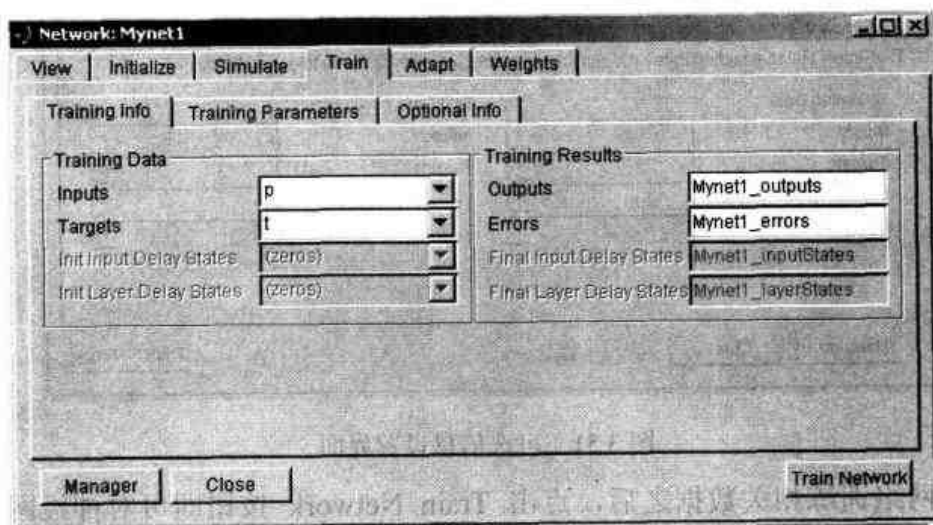 Network: Mynet1
View Initialize Simulate Train Adapt Weights
Training Info Training Parameters Optional Info
Training Data
Inputs p
Targets t
Init Input Delay States (zeros)
Init Layer Delay States (zeros)
Training Results
Outputs Mynet1_outputs
Errors Mynet1_errors
Final Input Delay States Mynet1_inputStates
Final Layer Delay States Mynet1_layerStates
Manager Close Train Network